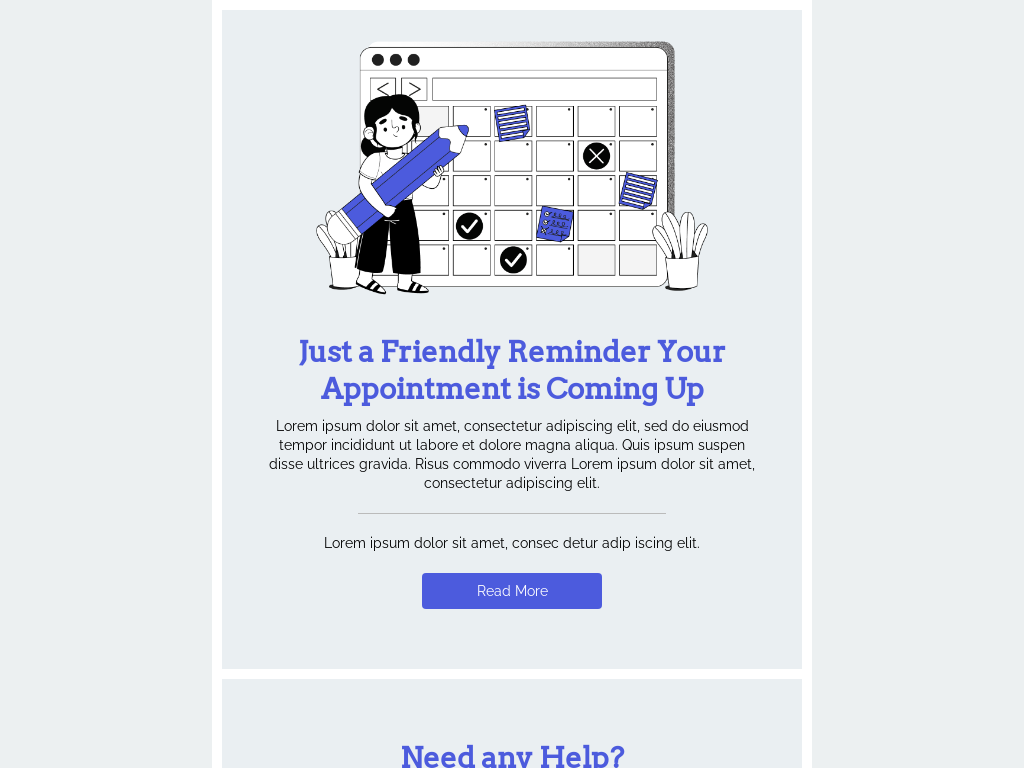 Just a Friendly Reminder Your
Appointment is Coming Up
Lorem ipsum dolor sit amet, consectetur adipiscing elit, sed do eiusmod
tempor incididunt ut labore et dolore magna aliqua. Quis ipsum suspen
disse ultrices gravida. Risus commodo viverra Lorem ipsum dolor sit amet,
consectetur adipiscing elit.
Lorem ipsum dolor sit amet, consec detur adip iscing elit.
Read More
Need any Help?